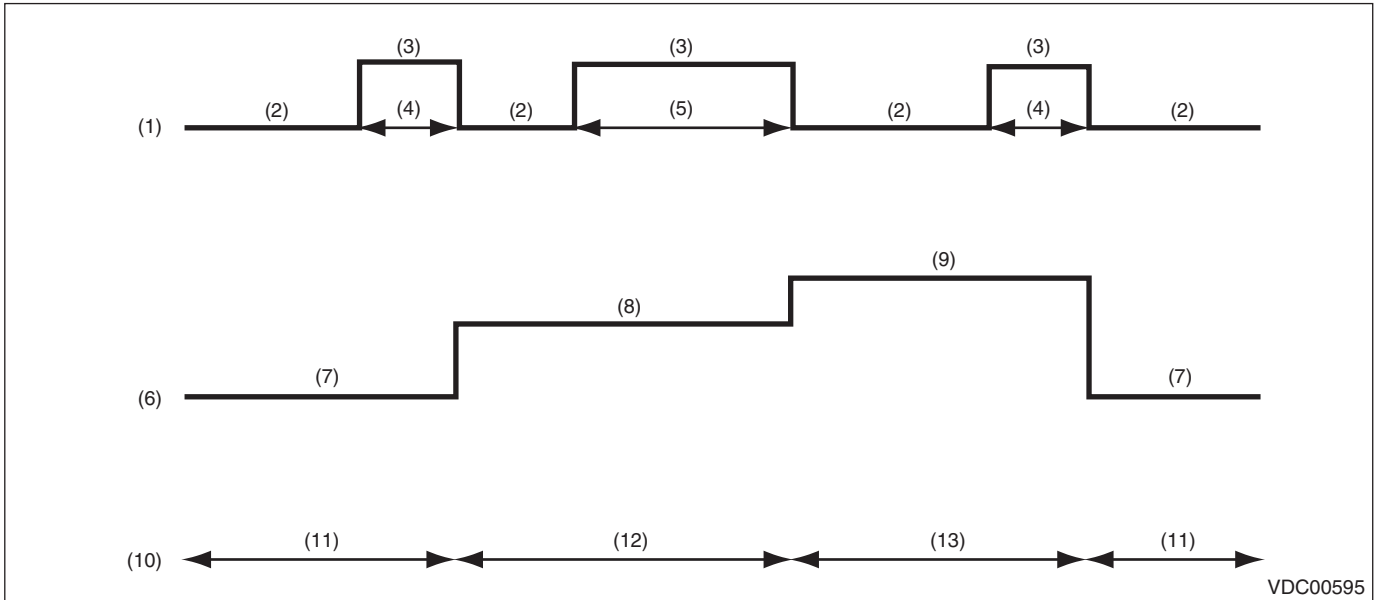 (3) (3) (3)
(2) (4) (2) (5) (2) (4) (2)
(1)
(9)
(8)
(7) (7)
(6)
(11) (12) (13) (11)
(10)
VDC00595